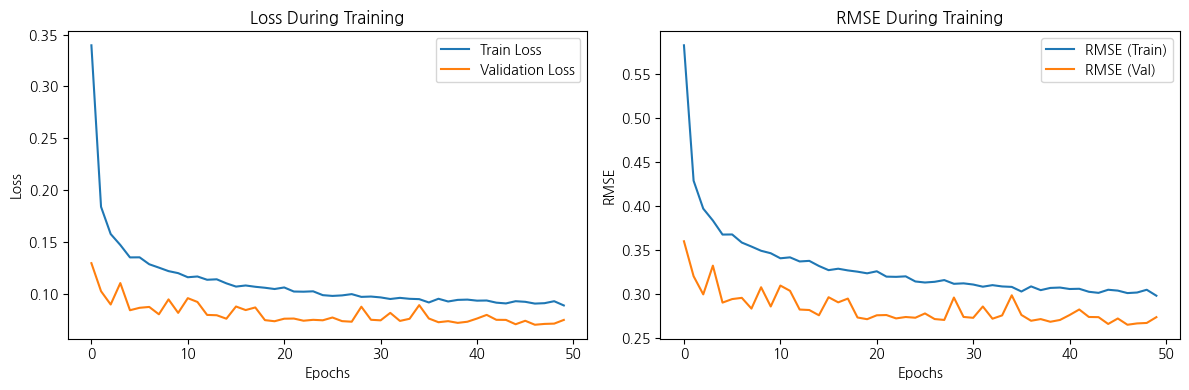 Loss During Training
0.35
0.30
0.25
0.20
0.15
0.10
Loss
0 10 20 30 40 50
Epochs
Train Loss
Validation Loss
RMSE During Training
0.55
0.50
0.45
0.40
0.35
0.30
0.25
RMSE
0 10 20 30 40 50
Epochs
RMSE (Train)
RMSE (Val)